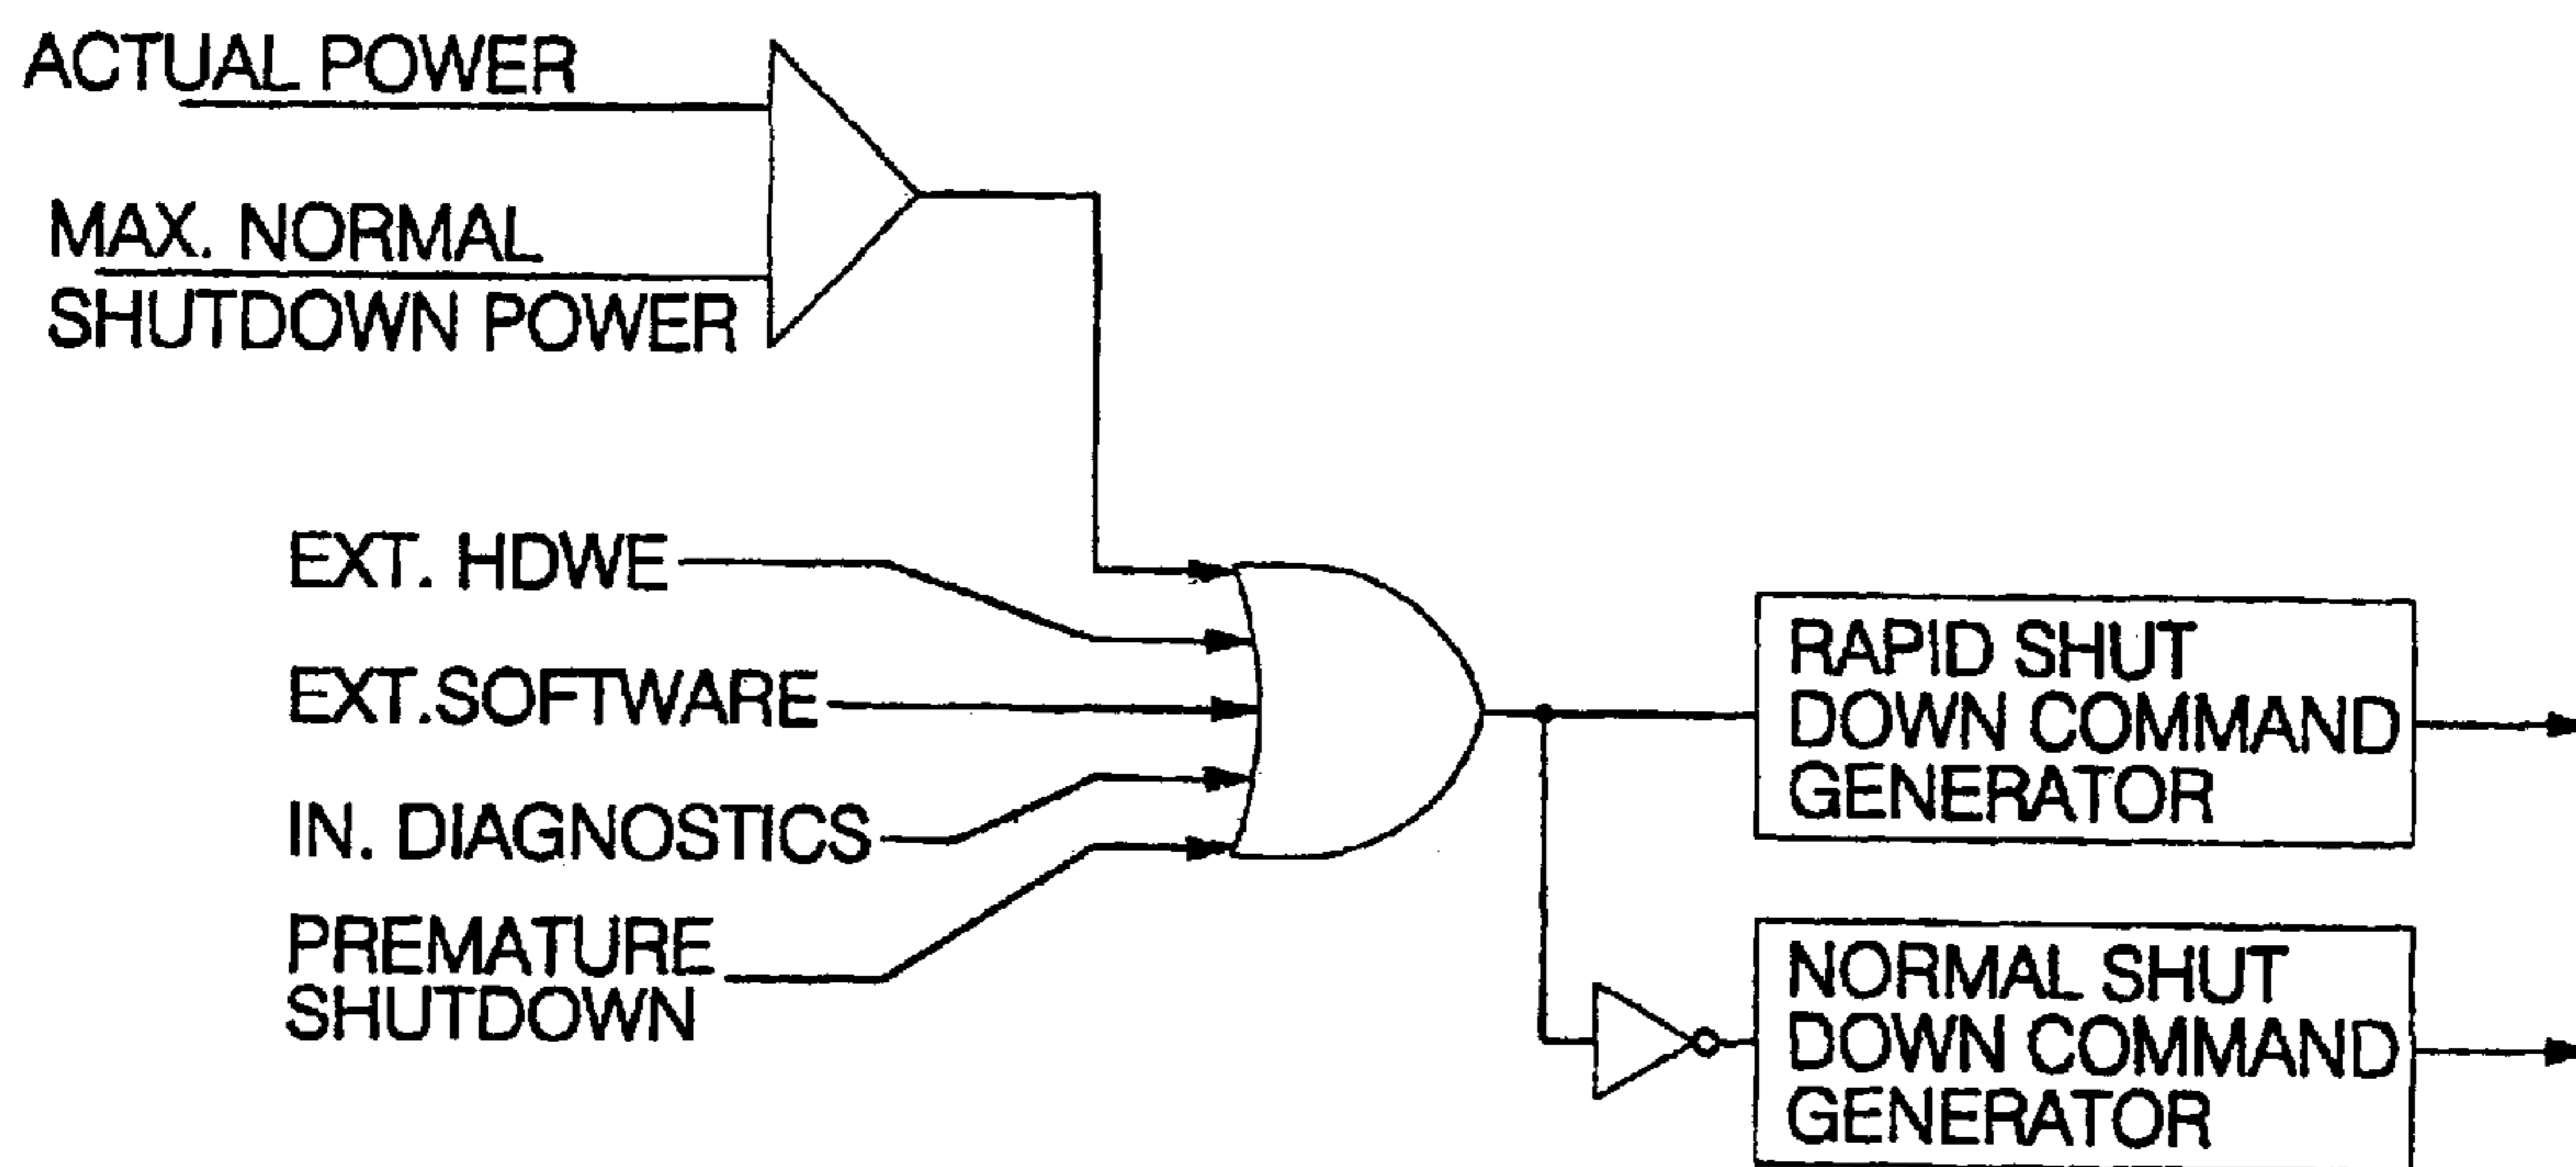 ACTUAL POWER
MAX. NORMAL
SHUTDOWN POWER
EXT. HDWE
EXT.SOFTWARE
IN. DIAGNOSTICS
PREMATURE
SHUTDOWN
RAPID SHUT
DOWN COMMAND
GENERATOR
NORMAL SHUT
DOWN COMMAND
GENERATOR